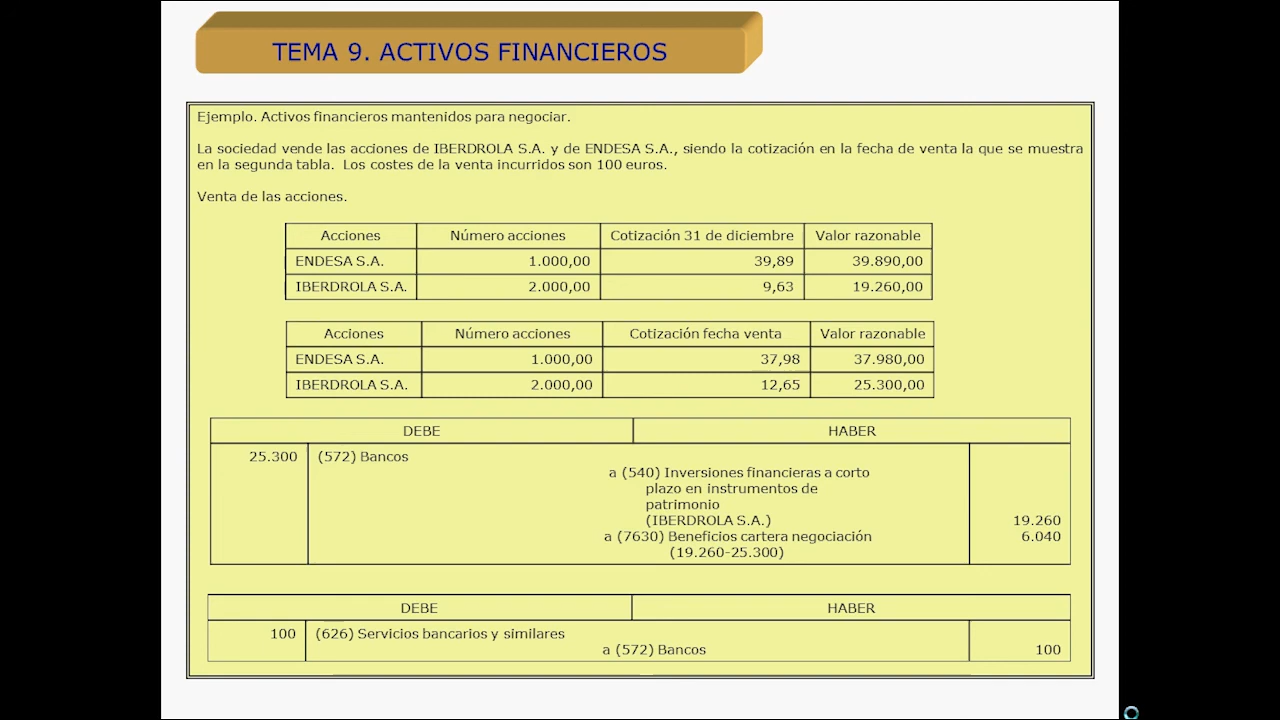 TEMA 9. ACTIVOS FINANCIEROS
Ejemplo. Activos financieros mantenidos para negociar.
La sociedad vende las acciones de IBERDROLA S.A. y de ENDESA S.A., siendo la cotización en la fecha de venta la que se muestra
en la segunda tabla. Los costes de la venta incurridos son 100 euros.
Venta de las acciones.
Acciones Número acciones Cotización 31 de diciembre Valor razonable
ENDESA S.A. 1.000,00 39,89 39.890,00
IBERDROLA S.A. 2.000,00 9,63 19.260,00
Acciones Número acciones Cotización fecha venta Valor razonable
ENDESA S.A. 1.000,00 37,98 37.980,00
IBERDROLA S.A. 2.000,00 12,65 25.300,00
DEBE HABER
25.300 (572) Bancos
a (540) Inversiones financieras a corto
plazo en instrumentos de
patrimonio
(IBERDROLA S.A.) 19.260
a (7630) Beneficios cartera negociación 6.040
(19.260-25.300)
DEBE HABER
100 (626) Servicios bancarios y similares
a (572) Bancos 100